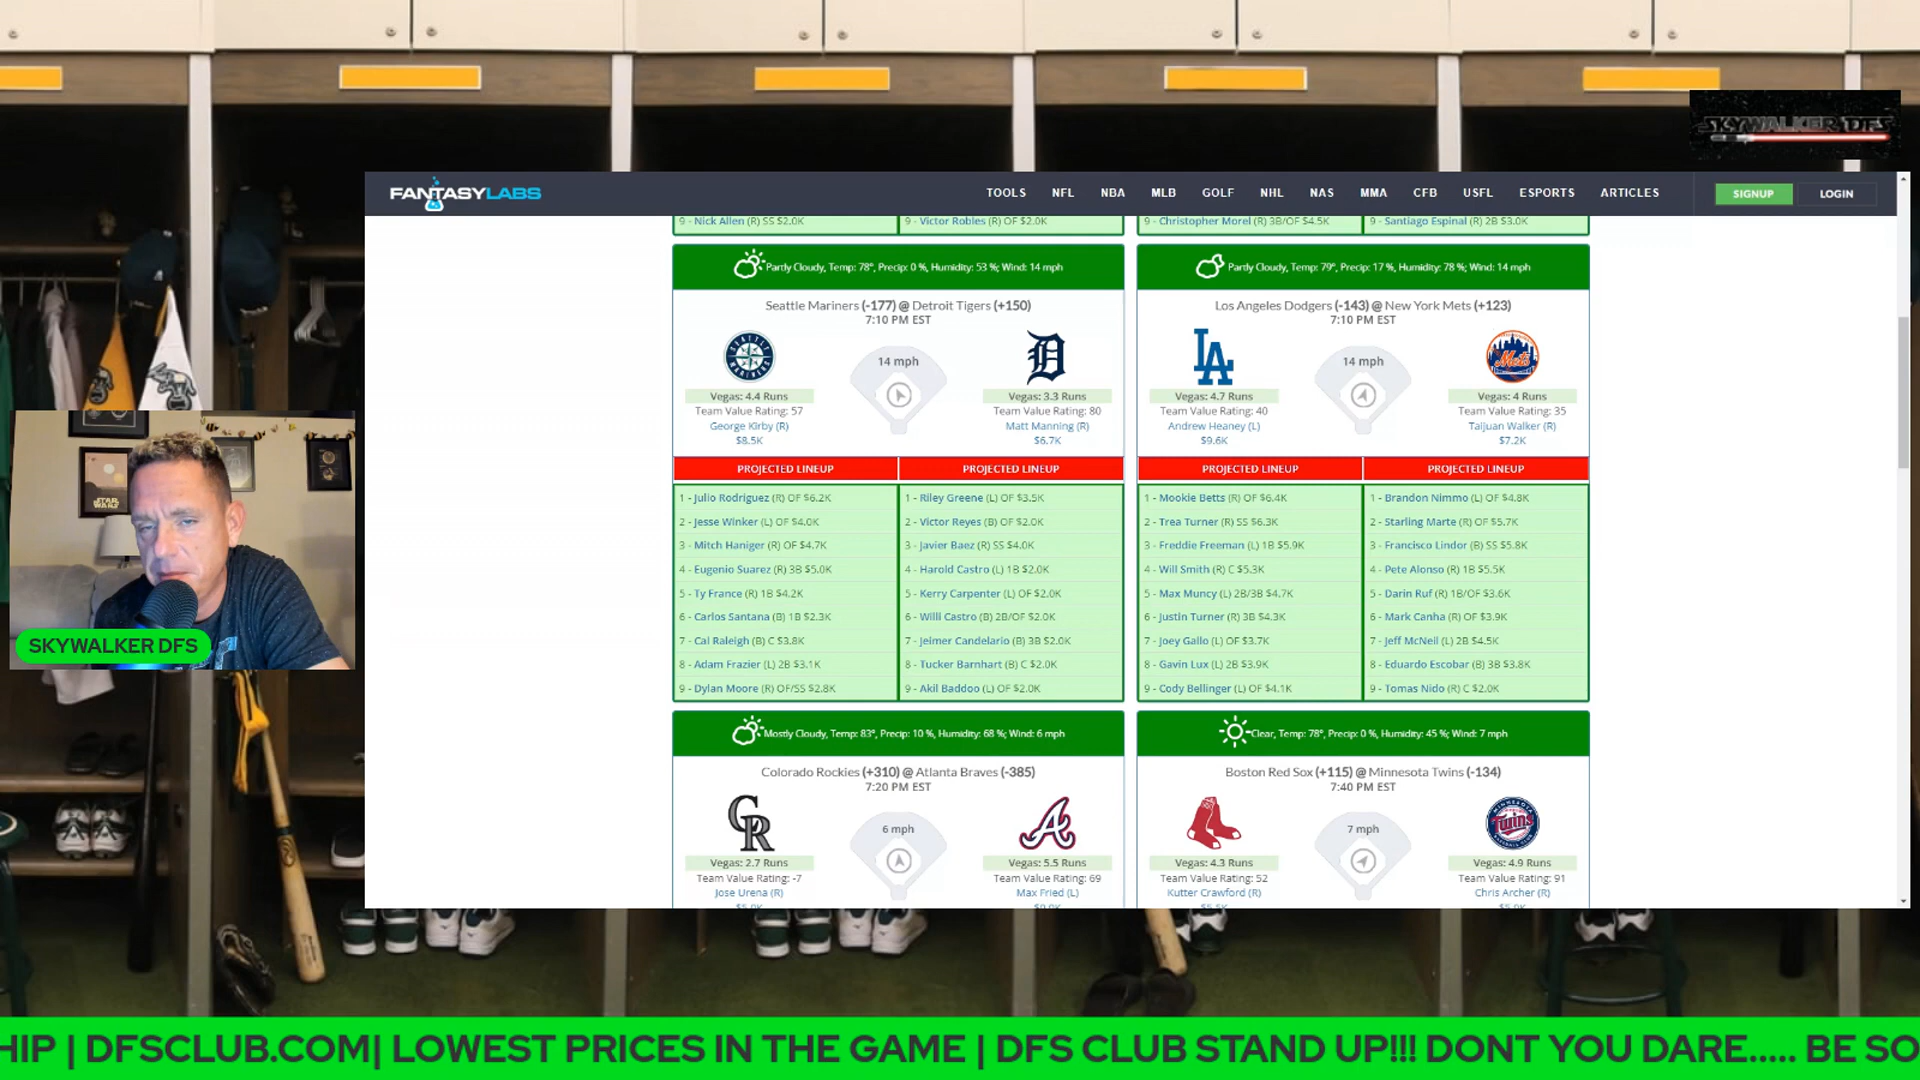 SKYWALKER DFS
FANTASYLABS
TOOLS NFL NBA MLB GOLF NHL NAS MMA CFB USFL ESPORTS ARTICLES SIGNUP LOGIN
9 - Nick Allen (R) SS $2.0K
9 - Victor Robles (R) OF $2.0K
9 - Christopher Morel (R) 3B/OF $4.5K
9 - Santiago Espinal (R) 2B $3.0K
Partly Cloudy, Temp: 78°, Precip: 0 %, Humidity: 53 %; Wind: 14 mph
Seattle Mariners (-177) @ Detroit Tigers (+150)
7:10 PM EST
14 mph
Vegas: 4.4 Runs
Team Value Rating: 57
George Kirby (R)
$8.5K
Vegas: 3.3 Runs
Team Value Rating: 80
Matt Manning (R)
$6.7K
PROJECTED LINEUP
1 - Julio Rodriguez (R) OF $6.2K
2 - Jesse Winker (L) OF $4.0K
3 - Mitch Haniger (R) OF $4.7K
4 - Eugenio Suarez (R) 3B $5.0K
5 - Ty France (R) 1B $4.2K
6 - Carlos Santana (B) 1B $2.3K
7 - Cal Raleigh (B) C $3.8K
8 - Adam Frazier (L) 2B $3.1K
9 - Dylan Moore (R) OF/SS $2.8K
PROJECTED LINEUP
1 - Riley Greene (L) OF $3.5K
2 - Victor Reyes (B) OF $2.0K
3 - Javier Baez (R) SS $4.0K
4 - Harold Castro (L) 1B $2.0K
5 - Kerry Carpenter (L) OF $2.0K
6 - Willi Castro (B) 2B/OF $2.0K
7 - Jeimer Candelario (B) 3B $2.0K
8 - Tucker Barnhart (B) C $2.0K
9 - Akil Baddoo (L) OF $2.0K
Partly Cloudy, Temp: 79°, Precip: 17 %, Humidity: 78 %; Wind: 14 mph
Los Angeles Dodgers (-143) @ New York Mets (+123)
7:10 PM EST
14 mph
LA
Mets
Vegas: 4.7 Runs
Team Value Rating: 40
Andrew Heaney (L)
$9.6K
Vegas: 4 Runs
Team Value Rating: 35
Taijuan Walker (R)
$7.2K
PROJECTED LINEUP
1 - Mookie Betts (R) OF $6.4K
2 - Trea Turner (R) SS $6.3K
3 - Freddie Freeman (L) 1B $5.9K
4 - Will Smith (R) C $5.3K
5 - Max Muncy (L) 2B/3B $4.7K
6 - Justin Turner (R) 3B $4.3K
7 - Joey Gallo (L) OF $3.7K
8 - Gavin Lux (L) 2B $3.9K
9 - Cody Bellinger (L) OF $4.1K
PROJECTED LINEUP
1 - Brandon Nimmo (L) OF $4.8K
2 - Starling Marte (R) OF $5.7K
3 - Francisco Lindor (B) SS $5.8K
4 - Pete Alonso (R) 1B $5.5K
5 - Darin Ruf (R) 1B/OF $3.6K
6 - Mark Canha (R) OF $3.9K
7 - Jeff McNeil (L) 2B $4.5K
8 - Eduardo Escobar (B) 3B $3.8K
9 - Tomas Nido (R) C $2.0K
Mostly Cloudy, Temp: 83°, Precip: 10 %, Humidity: 68 %; Wind: 6 mph
Colorado Rockies (+310) @ Atlanta Braves (-385)
7:20 PM EST
6 mph
CR
A
Vegas: 2.7 Runs
Team Value Rating: -7
Jose Urena (R)
Vegas: 5.5 Runs
Team Value Rating: 69
Max Fried (L)
Clear, Temp: 78°, Precip: 0 %, Humidity: 45 %; Wind: 7 mph
Boston Red Sox (+115) @ Minnesota Twins (-134)
7:40 PM EST
7 mph
Twins
Vegas: 4.3 Runs
Team Value Rating: 52
Kutter Crawford (R)
Vegas: 4.9 Runs
Team Value Rating: 91
Chris Archer (R)
STAR WARS
SKYWALKER DFS
HIP | DFSCLUB.COM| LOWEST PRICES IN THE GAME | DFS CLUB STAND UP!!! DONT YOU DARE..... BE SO